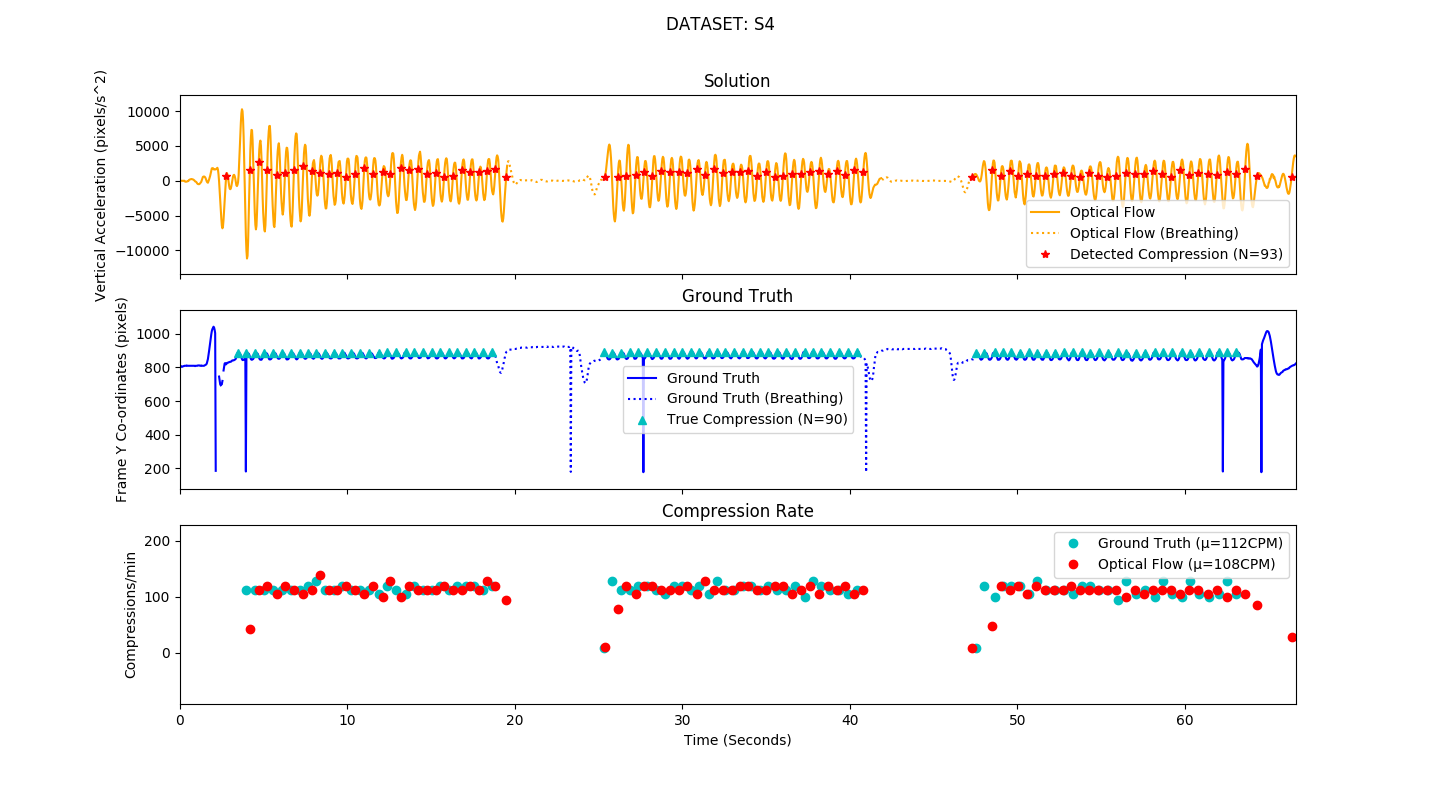 DATASET: S4
Solution
Vertical Acceleration (pixels/s^2)
10000
5000
0
−5000
−10000
Optical Flow
Optical Flow (Breathing)
Detected Compression (N=93)
Ground Truth
Frame Y Co-ordinates (pixels)
1000
800
600
400
200
Ground Truth
Ground Truth (Breathing)
True Compression (N=90)
Compression Rate
Compressions/min
200
100
0
Ground Truth (μ=112CPM)
Optical Flow (μ=108CPM)
0 10 20 30 40 50 60
Time (Seconds)